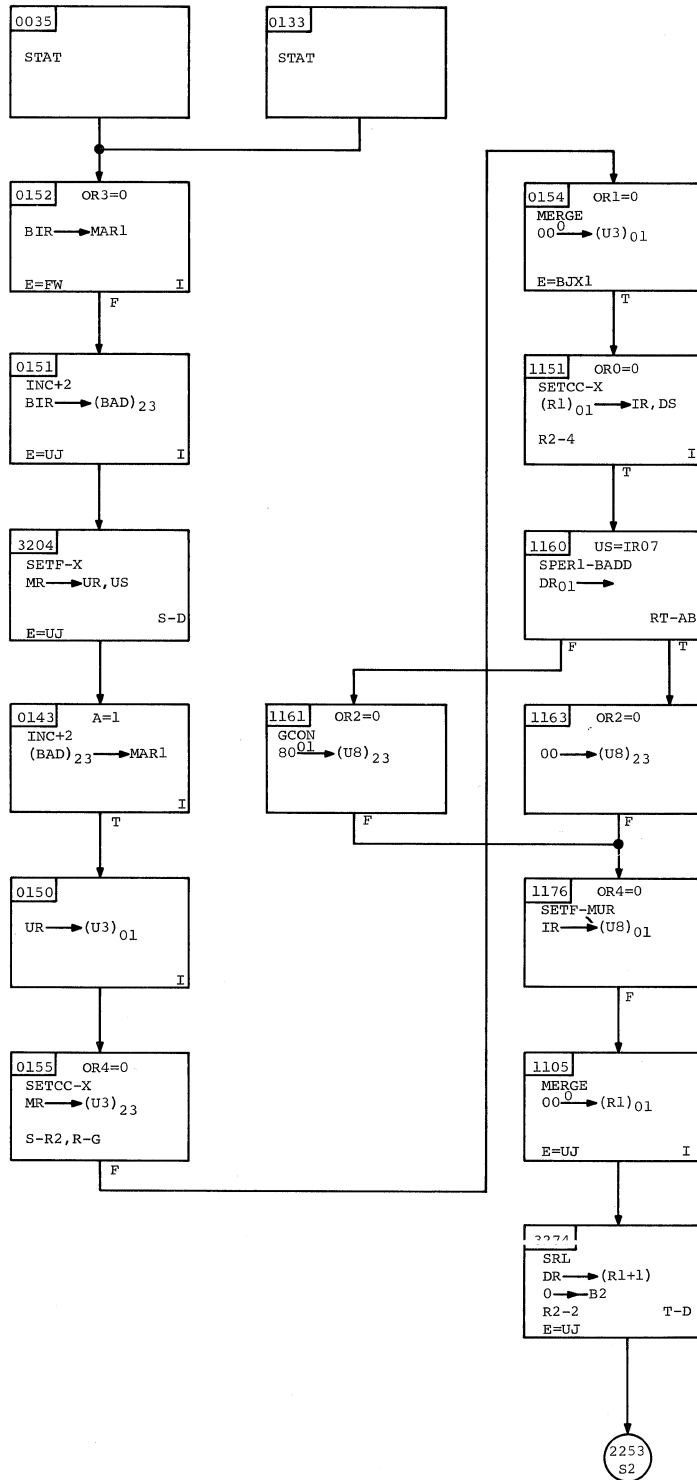 0035
STAT
0133
STAT
0152 OR3=0
BIR → MAR1
E=FW I
F
0151
INC+2
BIR → (BAD)23
E=UJ I
3204
SETF-X
MR → UR,US
S-D
E=UJ
0143 A=1
INC+2
(BAD)23 → MAR1
I
T
0150
UR → (U3)01
I
0155 OR4=0
SETCC-X
MR → (U3)23
S-R2,R-G
F
0154 OR1=0
MERGE
00 0 → (U3)01
E=BJX1
T
1151 OR0=0
SETCC-X
(R1)01 → IR,DS
R2-4
I
T
1160 US=IR07
SPER1-BADD
DR01 →
RT-AB
F T
1161 OR2=0
GCON
80 01 → (U8)23
F
1163 OR2=0
00 → (U8)23
F
1176 OR4=0
SETF-MUR
IR → (U8)01
F
1105
MERGE
00 0 → (R1)01
E=UJ I
3274
SRL
DR → (R1+1)
0 → B2
R2-2 T-D
E=UJ
2253
S2